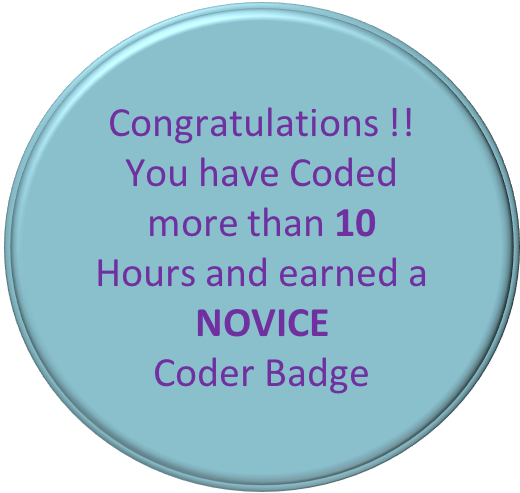 Congratulations !!
You have Coded
more than 10
Hours and earned a
NOVICE
Coder Badge